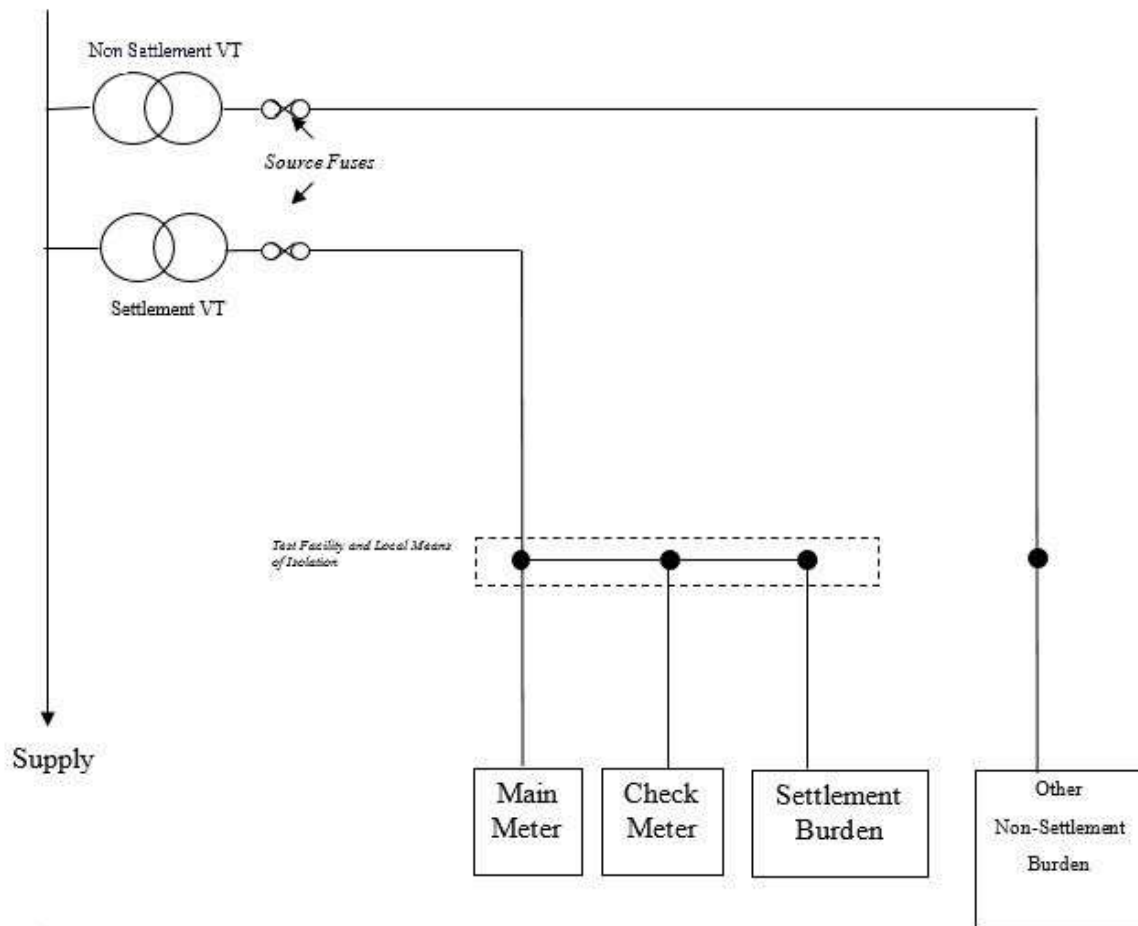 Non Settlement VT
Source Fuses
Settlement VT
Test Facility and Local Means
of Isolation
Supply
Main
Meter
Check
Meter
Settlement
Burden
Other
Non-Settlement
Burden